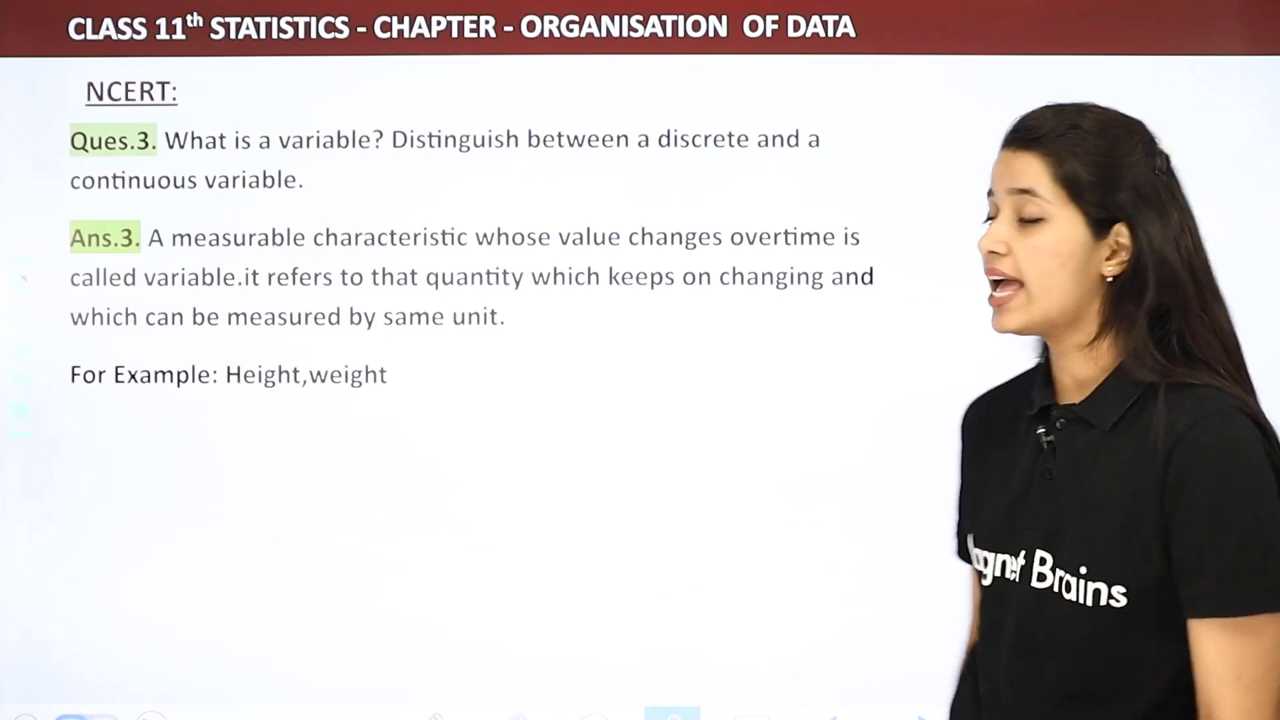 CLASS 11th STATISTICS - CHAPTER - ORGANISATION OF DATA
NCERT:
Ques.3. What is a variable? Distinguish between a discrete and a
continuous variable.
Ans.3. A measurable characteristic whose value changes overtime is
called variable.it refers to that quantity which keeps on changing and
which can be measured by same unit.
For Example: Height,weight
agnet Brains